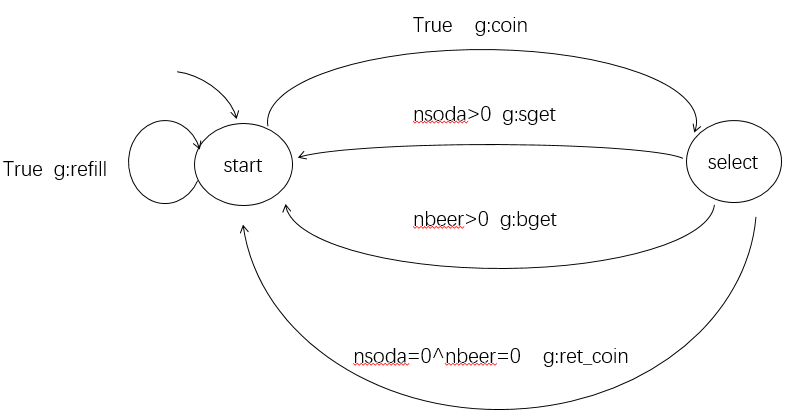 True g:coin
nsoda>0 g:sget
True g:refill
start
select
nbeer>0 g:bget
nsoda=0^nbeer=0 g:ret_coin